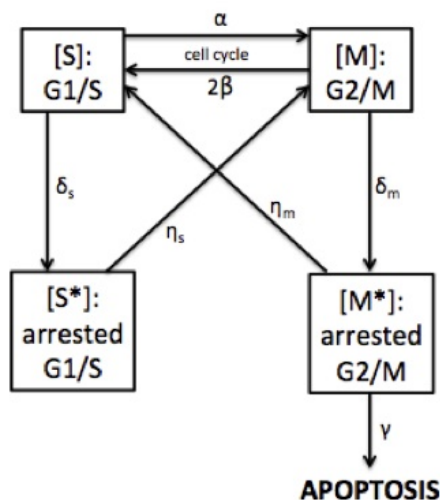 α
[S]:
G1/S
cell cycle
2β
[M]:
G2/M
δs
ηs
ηm
δm
[S*]:
arrested
G1/S
[M*]:
arrested
G2/M
γ
APOPTOSIS